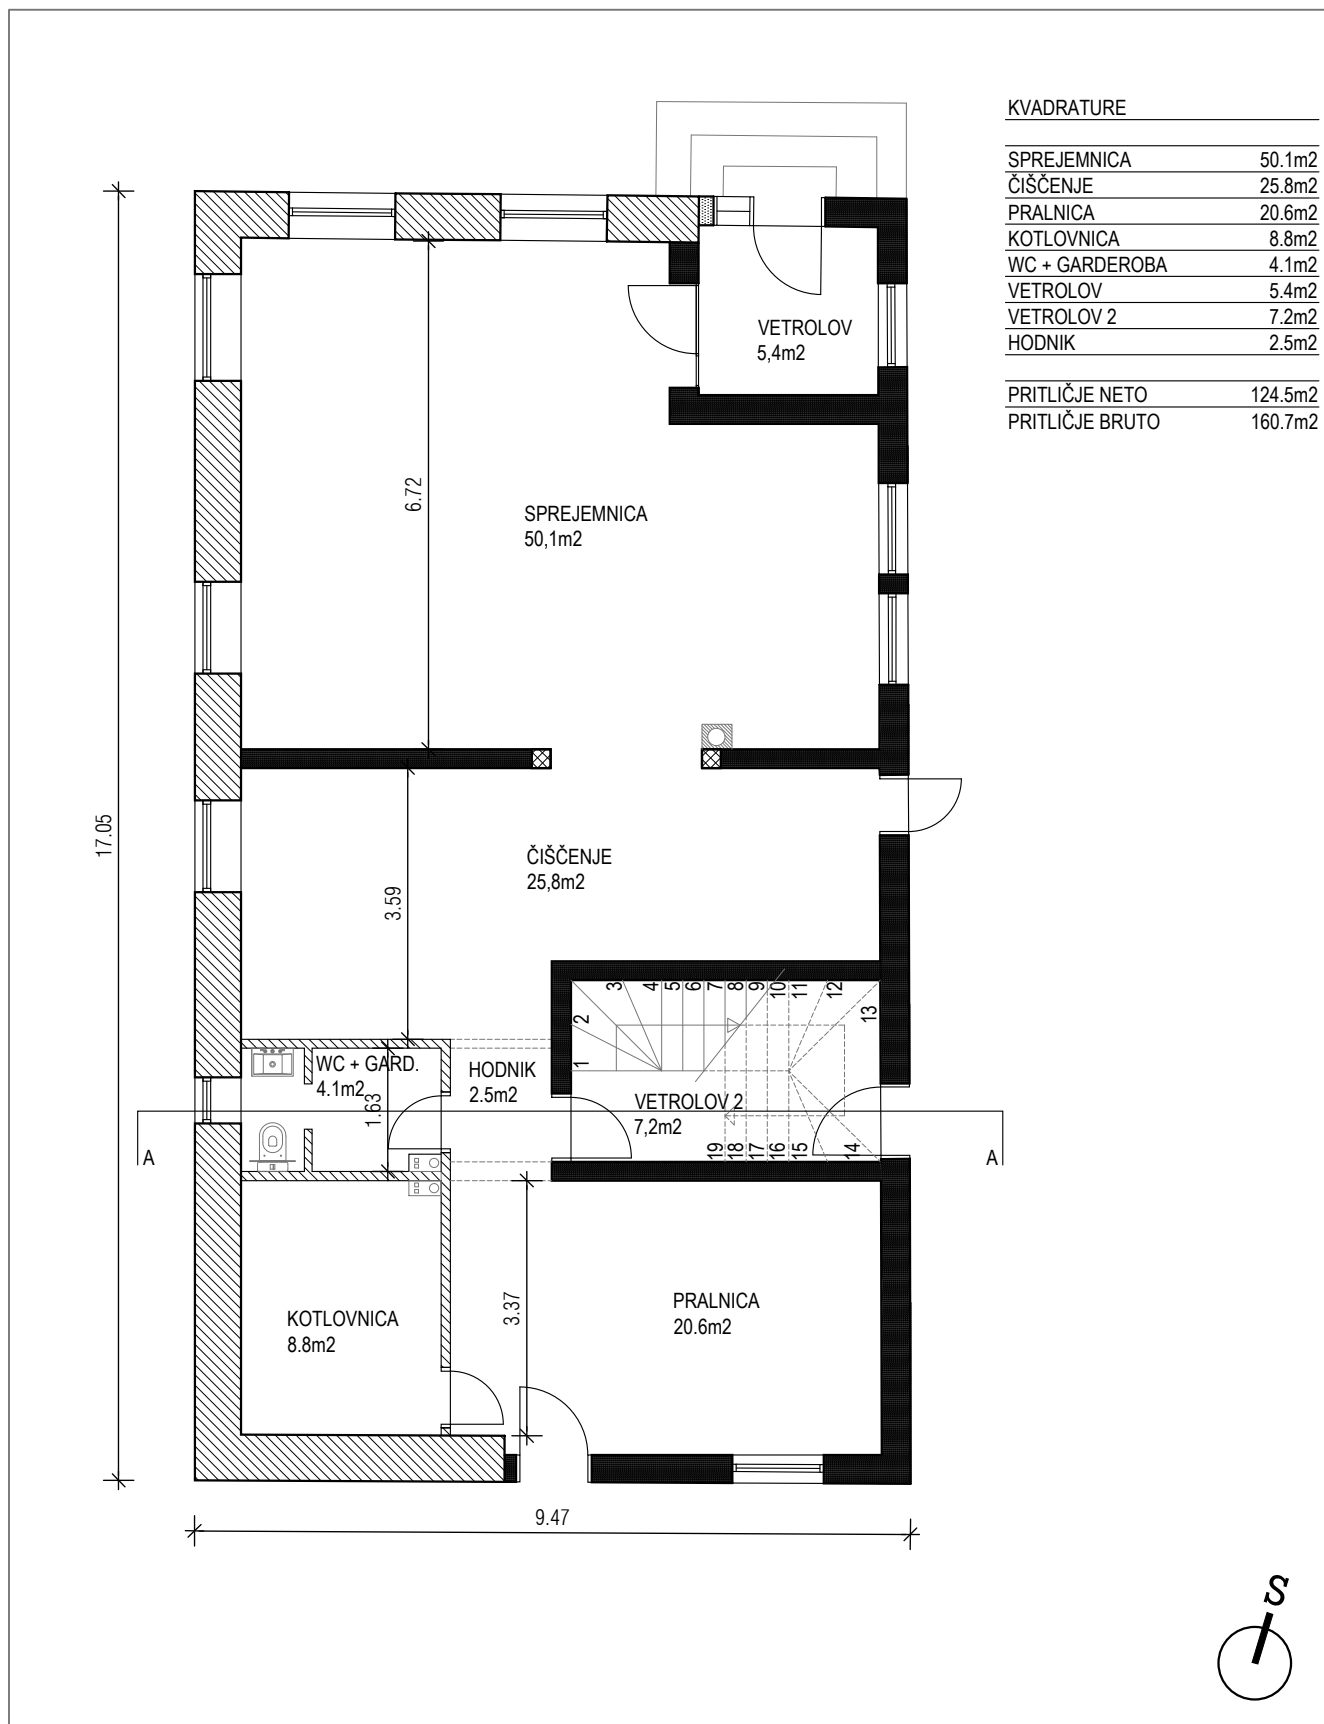 KVADRATURE
SPREJEMNICA 50.1m2
ČIŠČENJE 25.8m2
PRALNICA 20.6m2
KOTLOVNICA 8.8m2
WC + GARDEROBA 4.1m2
VETROLOV 5.4m2
VETROLOV 2 7.2m2
HODNIK 2.5m2
PRITLIČJE NETO 124.5m2
PRITLIČJE BRUTO 160.7m2
VETROLOV
5,4m2
6.72
SPREJEMNICA
50,1m2
17.05
ČIŠČENJE
25,8m2
3.59
1
2
3
4
5
6
7
8
9
10
11
12
13
WC + GARD.
4.1m2
1.63
HODNIK
2.5m2
VETROLOV 2
7,2m2
19
18
17
16
15
14
A
A
KOTLOVNICA
8.8m2
3.37
PRALNICA
20.6m2
9.47
S